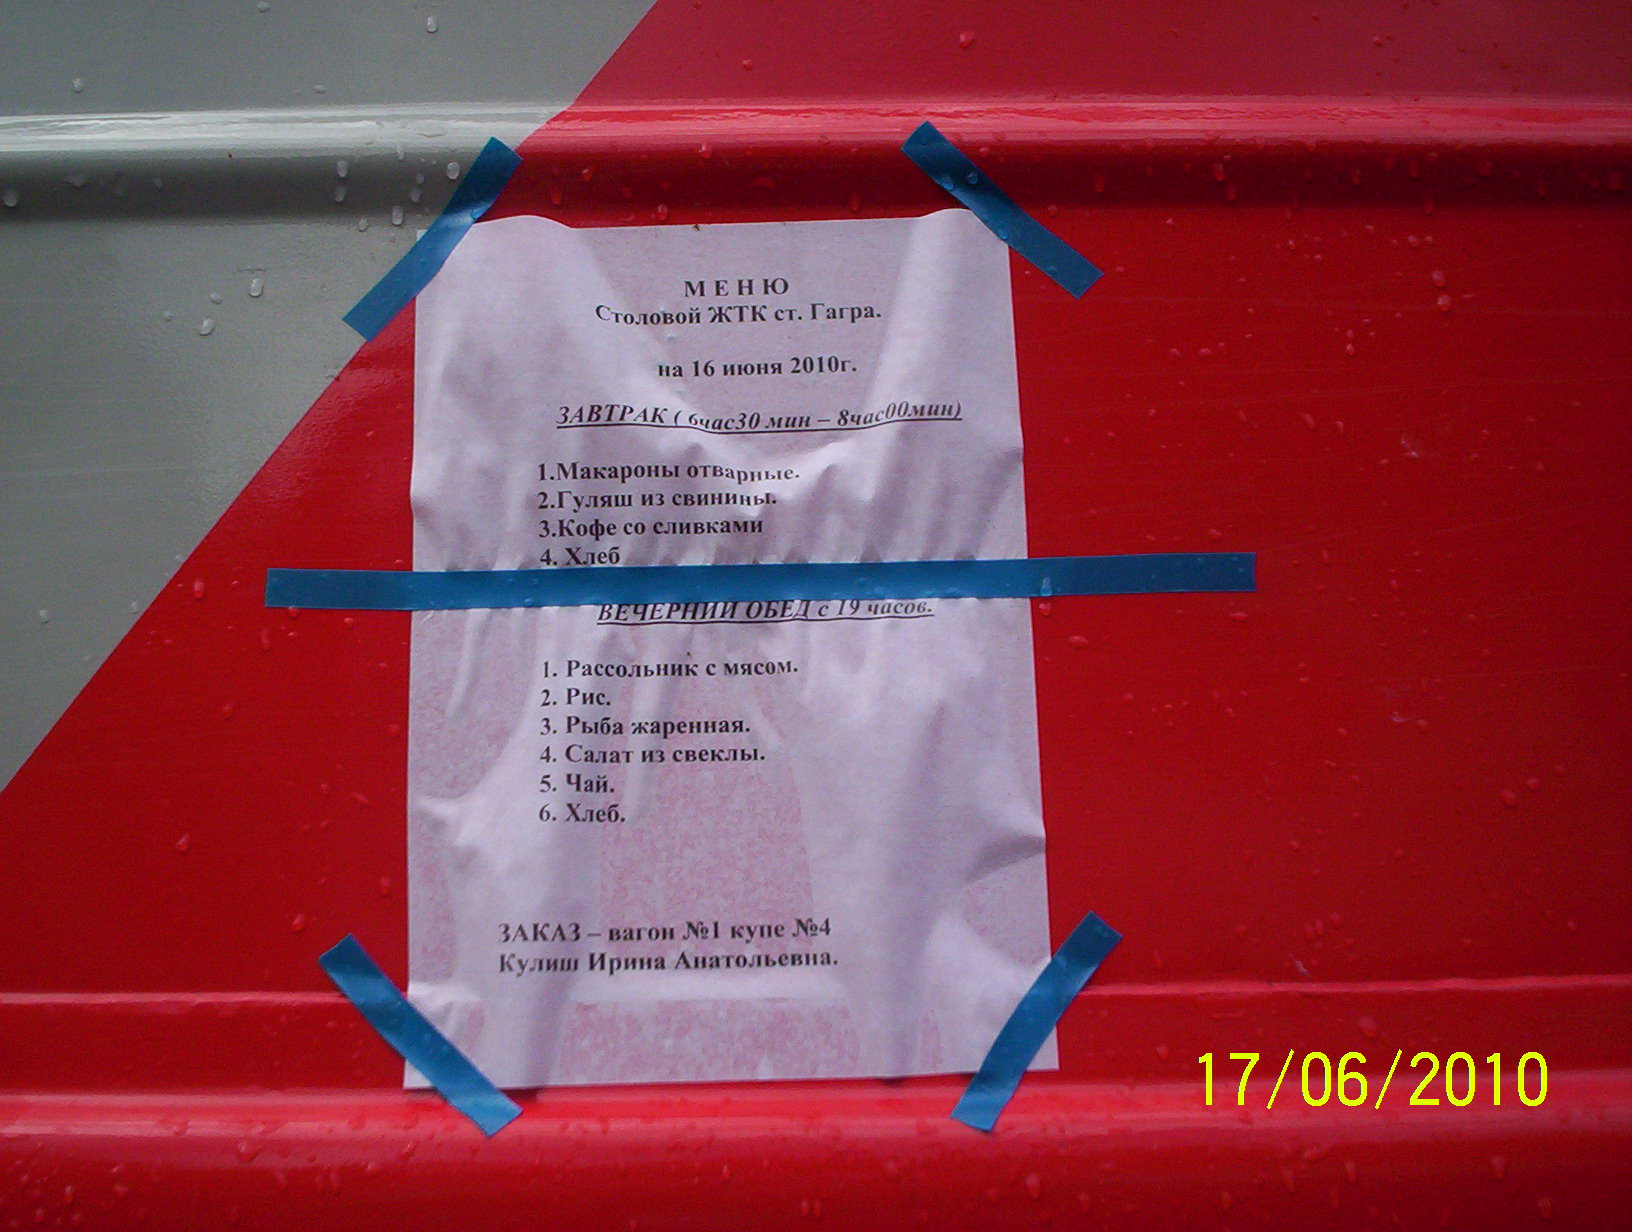 МЕНЮ
Столовой ЖТК ст. Гагра.
на 16 июня 2010г.
ЗАВТРАК ( 6час30 мин – 8час00мин)
1.Макароны отварные.
2.Гуляш из свинины.
3.Кофе со сливками
4. Хлеб
ВЕЧЕРНИЙ ОБЕД с 19 часов.
1. Рассольник с мясом.
2. Рис.
3. Рыба жаренная.
4. Салат из свеклы.
5. Чай.
6. Хлеб.
ЗАКАЗ – вагон №1 купе №4
Кулиш Ирина Анатольевна.
17/06/2010